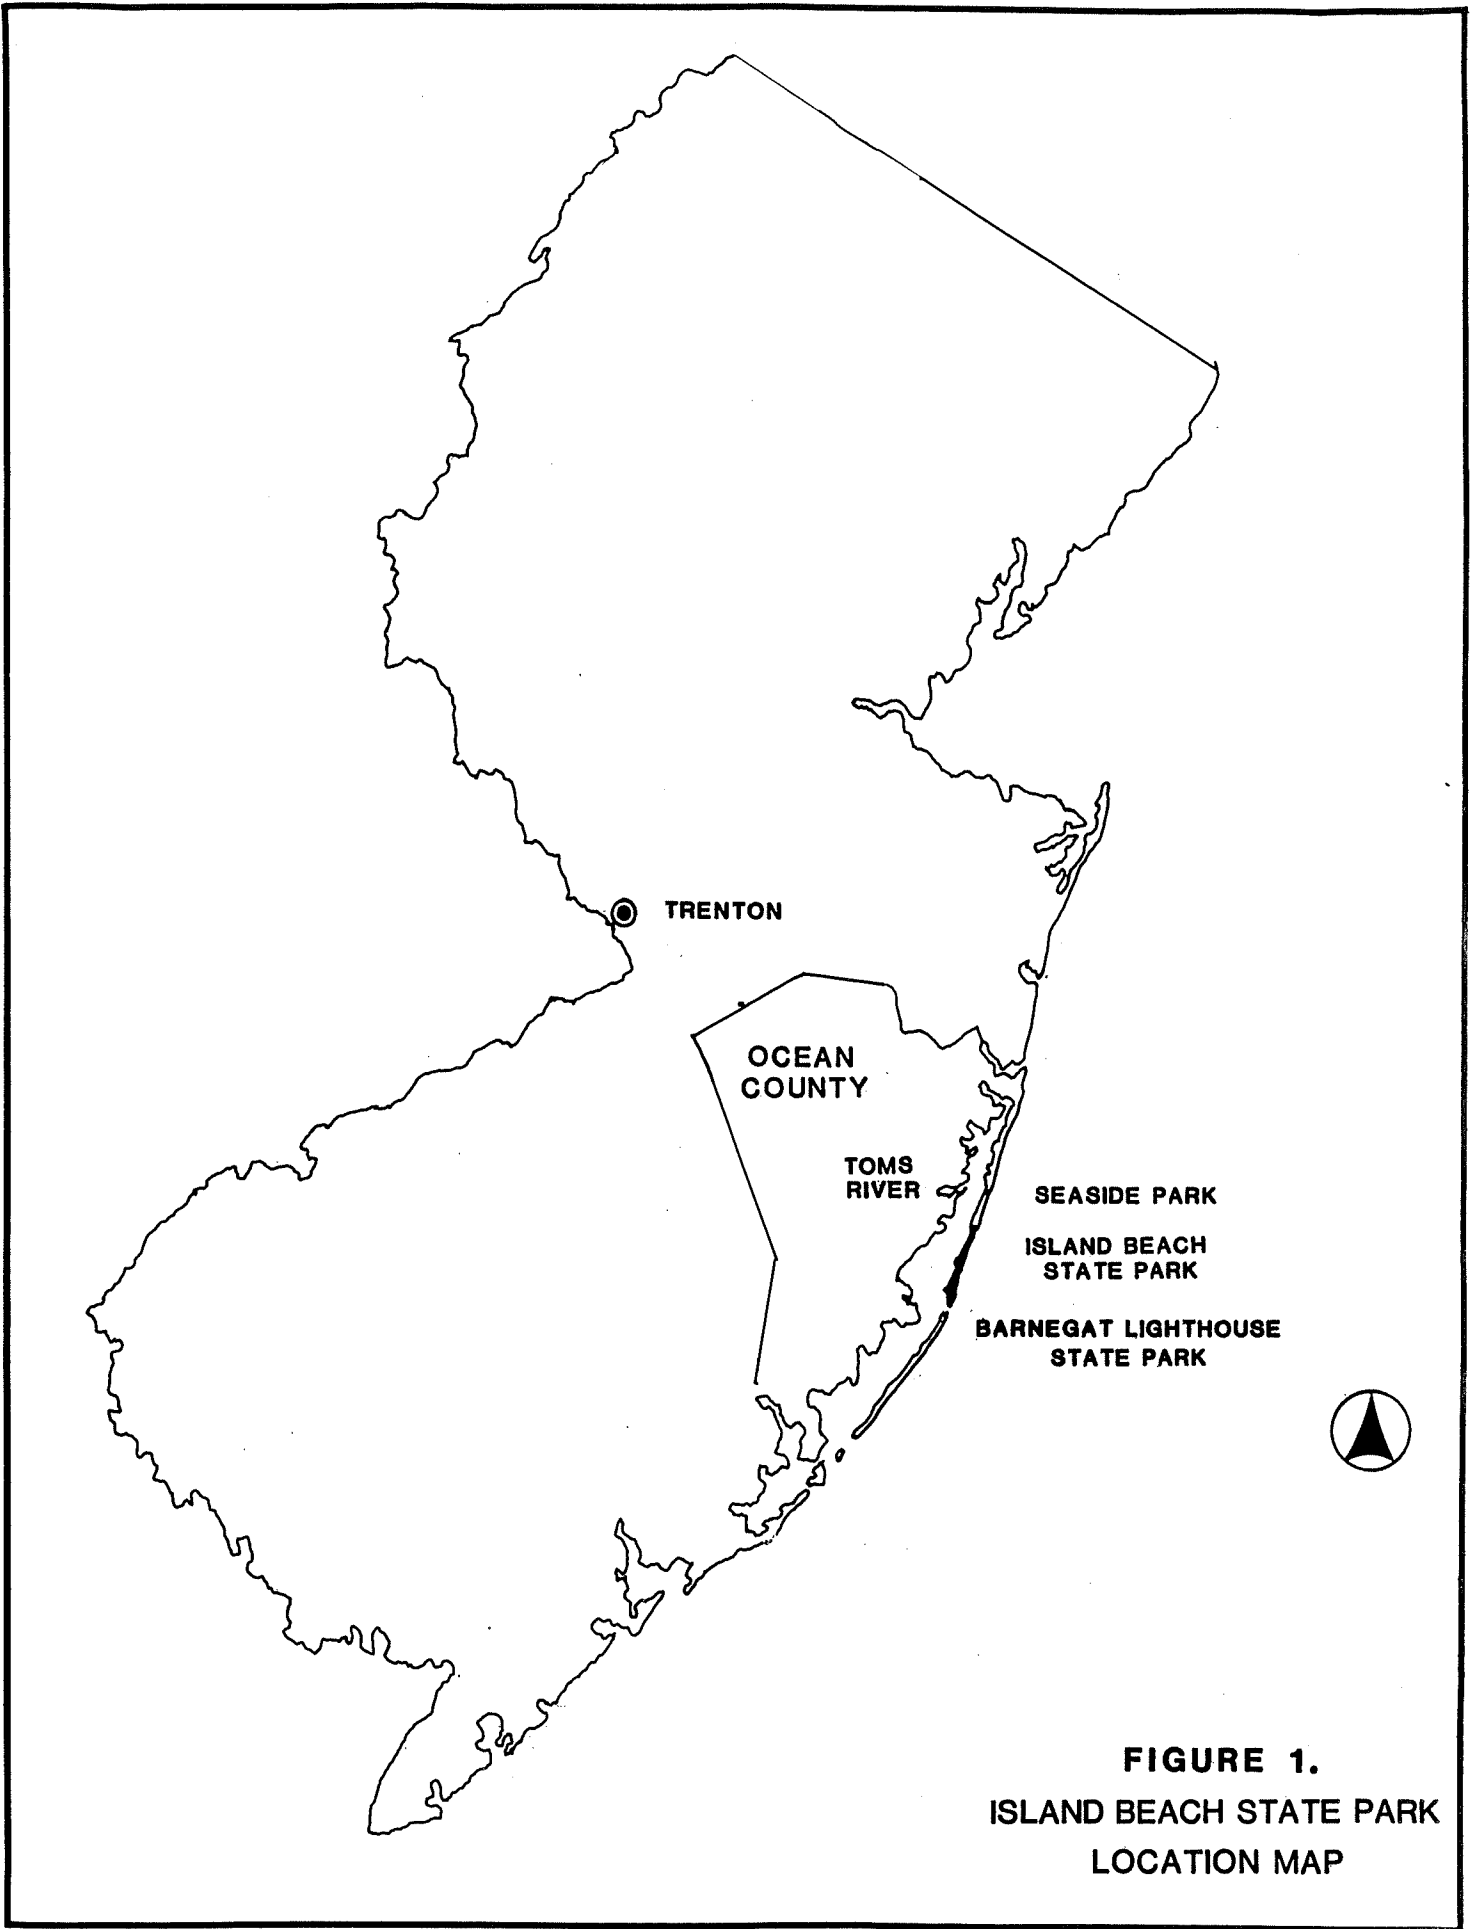 TRENTON
OCEAN
COUNTY
TOMS
RIVER
SEASIDE PARK
ISLAND BEACH
STATE PARK
BARNEGAT LIGHTHOUSE
STATE PARK
FIGURE 1.
ISLAND BEACH STATE PARK
LOCATION MAP